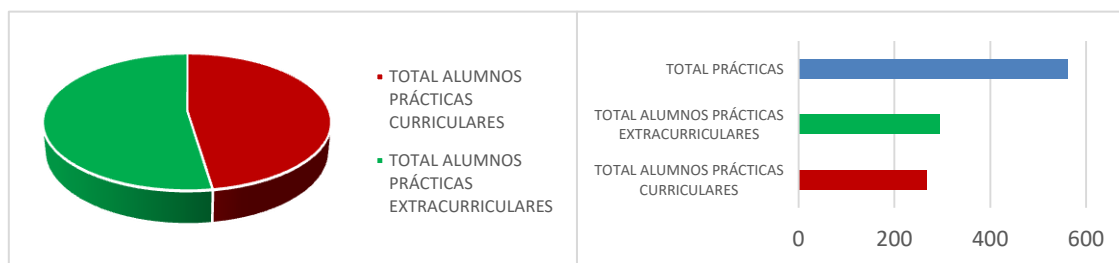 TOTAL ALUMNOS
PRÁCTICAS
CURRICULARES
TOTAL ALUMNOS
PRÁCTICAS
EXTRACURRICULARES
TOTAL PRÁCTICAS
TOTAL ALUMNOS PRÁCTICAS
EXTRACURRICULARES
TOTAL ALUMNOS PRÁCTICAS
CURRICULARES
0 200 400 600